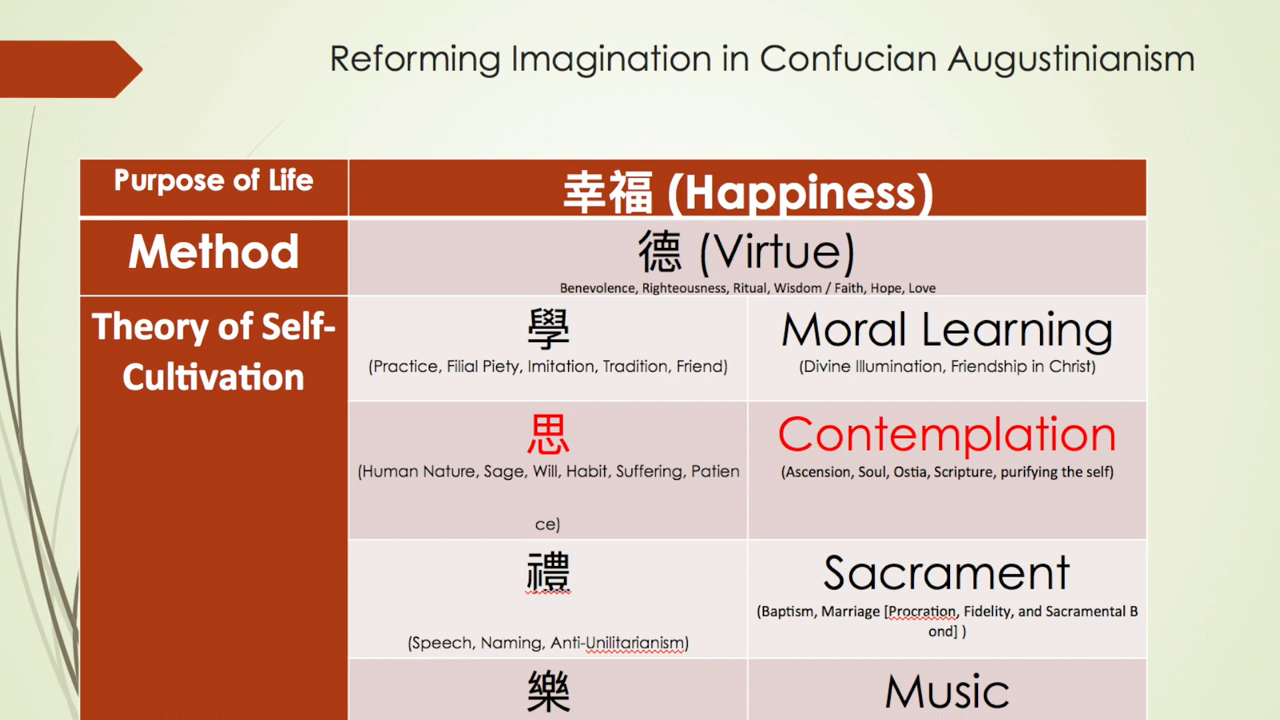 Reforming Imagination in Confucian Augustinianism
Purpose of Life
幸福 (Happiness)
Method
德 (Virtue)
Benevolence, Righteousness, Ritual, Wisdom / Faith, Hope, Love
Theory of Self-
Cultivation
學
(Practice, Filial Piety, Imitation, Tradition, Friend)
Moral Learning
(Divine Illumination, Friendship in Christ)
思
(Human Nature, Sage, Will, Habit, Suffering, Patien
ce)
Contemplation
(Ascension, Soul, Ostia, Scripture, purifying the self)
禮
(Speech, Naming, Anti-Unilitarianism)
Sacrament
(Baptism, Marriage [Procration, Fidelity, and Sacramental B
ond] )
樂
Music